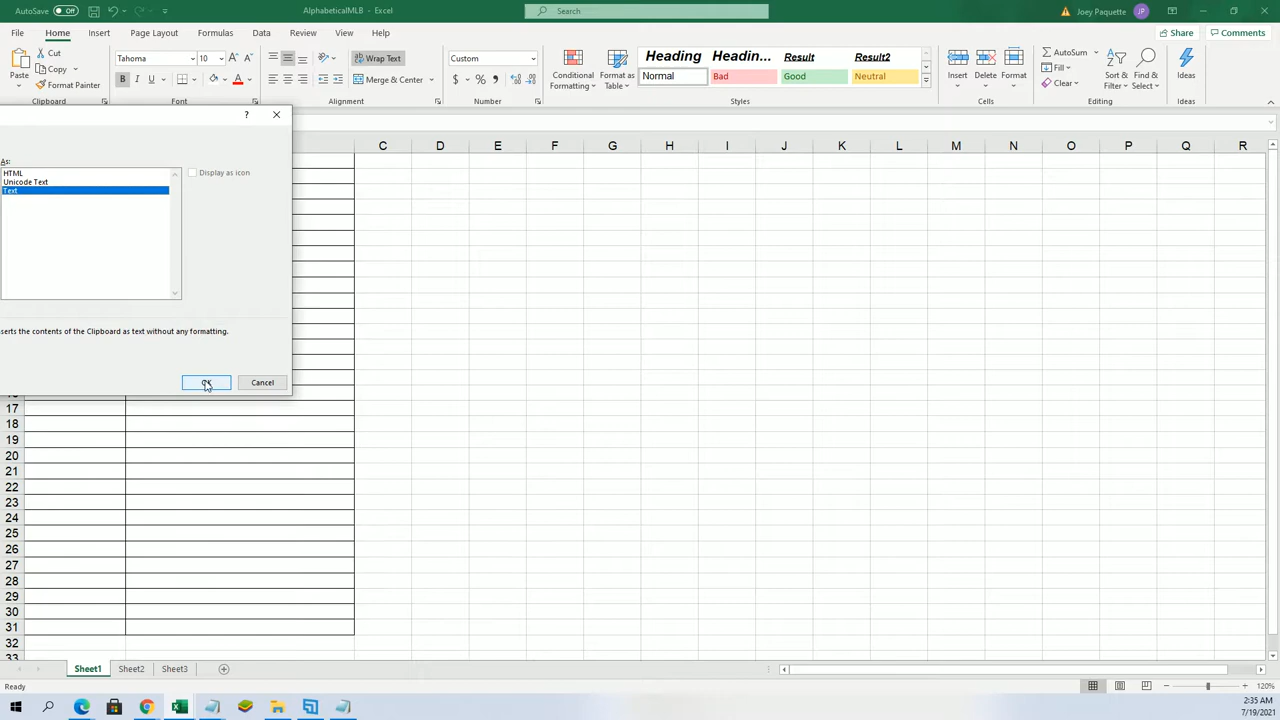 AutoSave Off AlphabeticalMLB - Excel Search Joey Paquette JP
File Home Insert Page Layout Formulas Data Review View Help Share Comments
Cut
Copy
Format Painter
Paste
Clipboard
Tahoma 10
B I U
Font
Wrap Text
Merge & Center
Alignment
Custom
$ % 9
Number
Conditional Formatting
Format as Table
Heading Headin... Result Result2
Normal Bad Good Neutral
Styles
Insert Delete Format
Cells
AutoSum
Fill
Clear
Sort & Filter
Find & Select
Editing
Ideas
Ideas
?
As:
HTML
Unicode Text
Text
Display as icon
serts the contents of the Clipboard as text without any formatting.
OK Cancel
C D E F G H I J K L M N O P Q R
17
18
19
20
21
22
23
24
25
26
27
28
29
30
31
32
33
Sheet1 Sheet2 Sheet3
Ready 120%
2:35 AM
7/19/2021